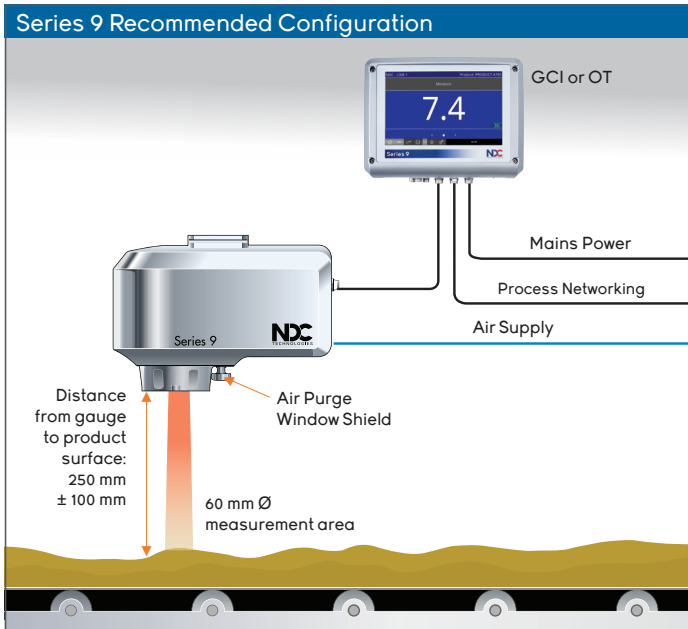 Series 9 Recommended Configuration
GCI or OT
Measure
7.4
Series 9
NDC
Mains Power
Process Networking
Air Supply
Series 9
NDC
TECHNOLOGIES
Distance
from gauge
to product
surface:
250 mm
± 100 mm
Air Purge
Window Shield
60 mm Ø
measurement area